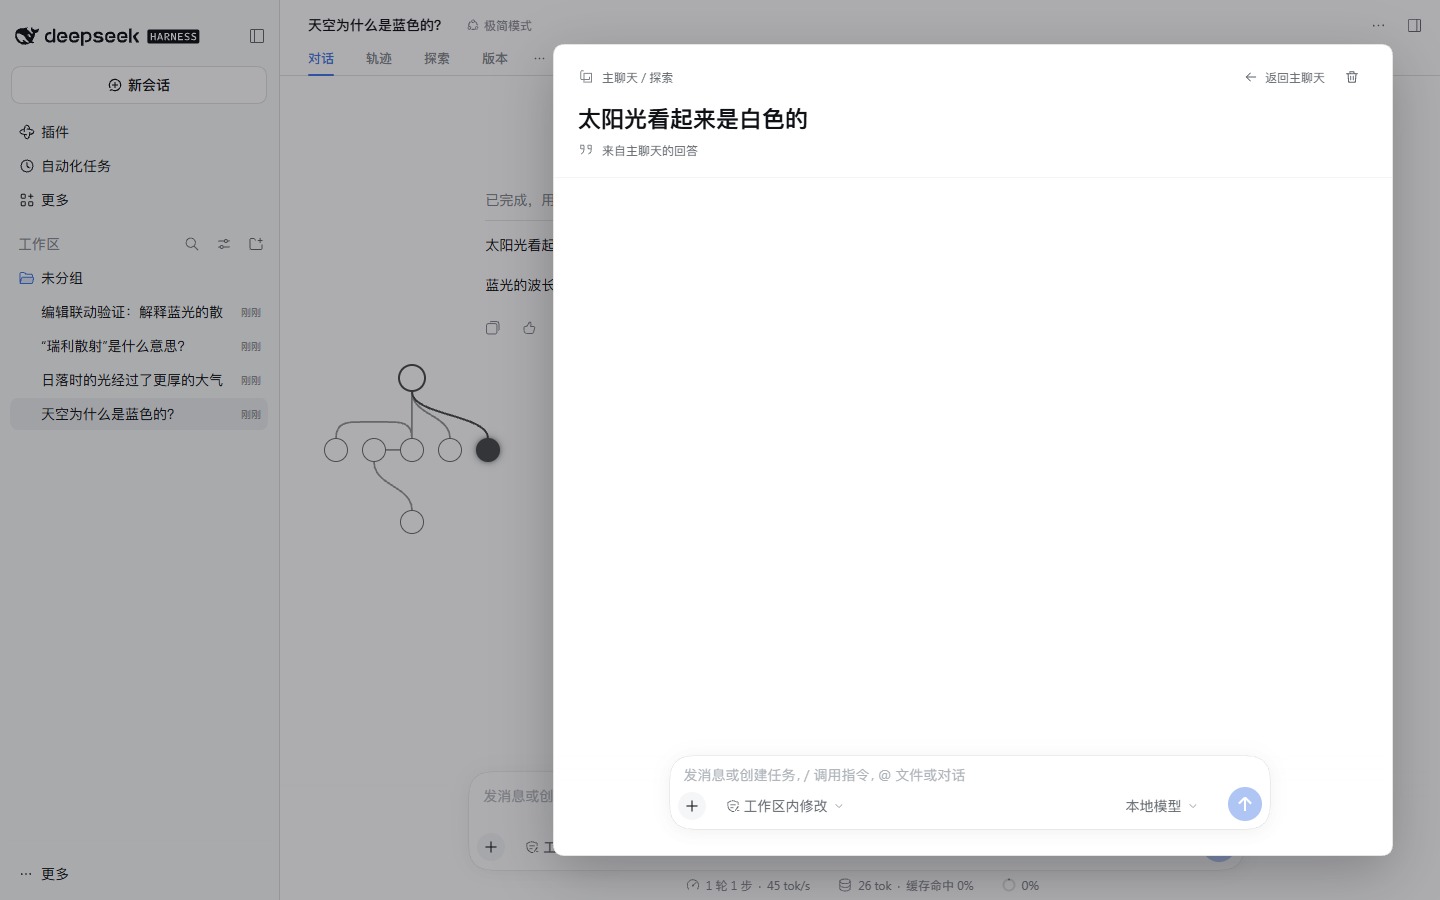 deepseek HARNESS
新会话
插件
自动化任务
更多
工作区
未分组
编辑联动验证：解释蓝光的散 刚刚
“瑞利散射”是什么意思？ 刚刚
日落时的光经过了更厚的大气 刚刚
天空为什么是蓝色的？ 刚刚
更多
天空为什么是蓝色的？ 极简模式
对话 轨迹 探索 版本
已完成，用
太阳光看起
蓝光的波长
发消息或创
工
主聊天 / 探索 返回主聊天
太阳光看起来是白色的
来自主聊天的回答
发消息或创建任务, / 调用指令, @ 文件或对话
工作区内修改 本地模型
1 轮 1 步 · 45 tok/s 26 tok · 缓存命中 0% 0%